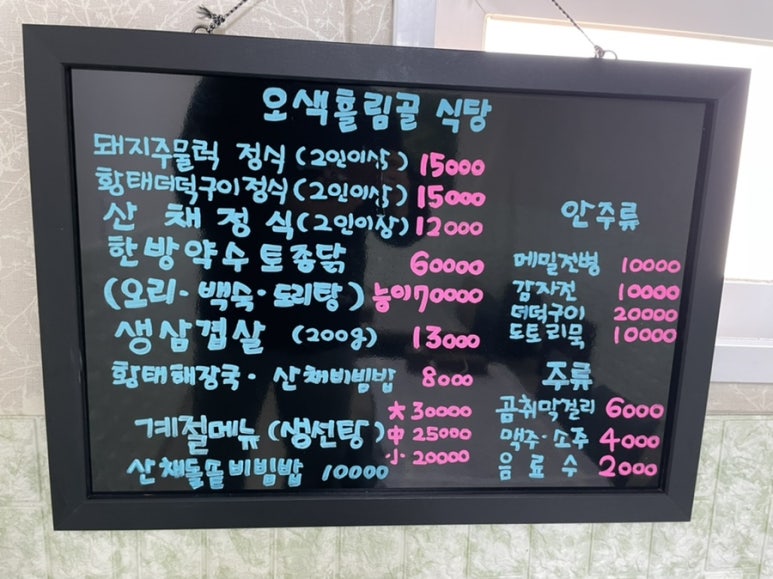 오색흘림골 식당
돼지주물럭 정식 (2인이상) 15000
황태더덕구이정식 (2인이상) 15000
산채정식 (2인이상) 12000
한방약수토종닭 60000
(오리·백숙·도리탕) 능이 70000
생삼겹살 (200g) 13000
황태해장국·산채비빔밥 8000
계절메뉴 (생선탕) 大 30000
中 25000
小 20000
산채돌솥비빔밥 10000
안주류
메밀전병 10000
감자전 10000
더덕구이 20000
도토리묵 10000
주류
곰취막걸리 6000
맥주·소주 4000
음료수 2000